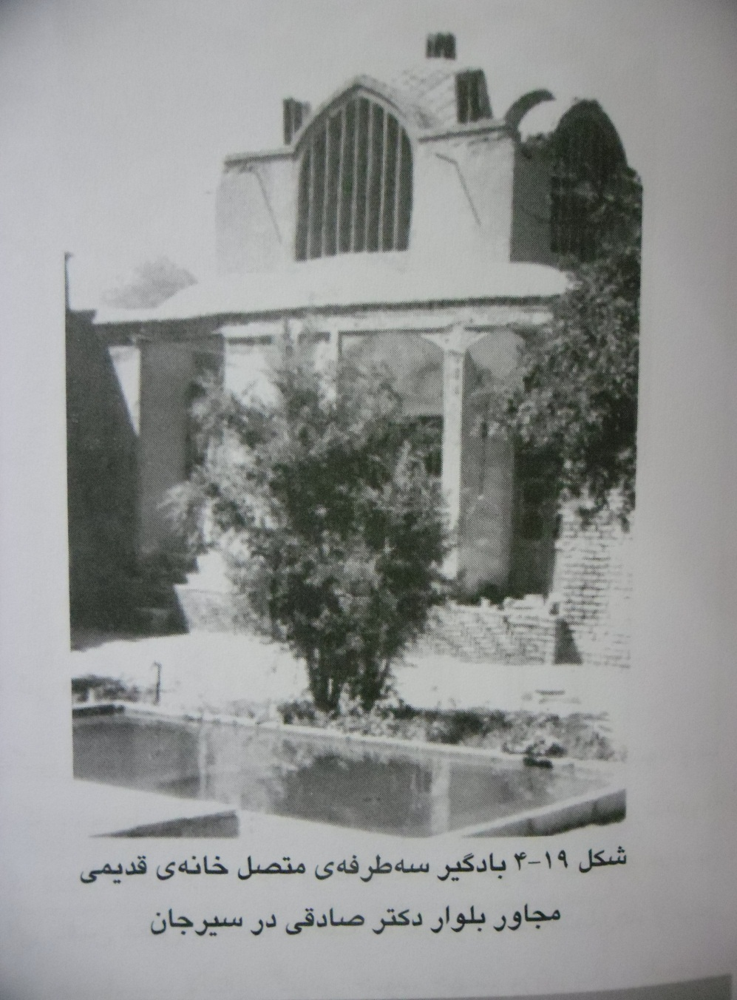 شکل ۱۹-۴ بادگیر سه‌طرفه‌ی متصل خانه‌ی قدیمی
مجاور بلوار دکتر صادقی در سیرجان